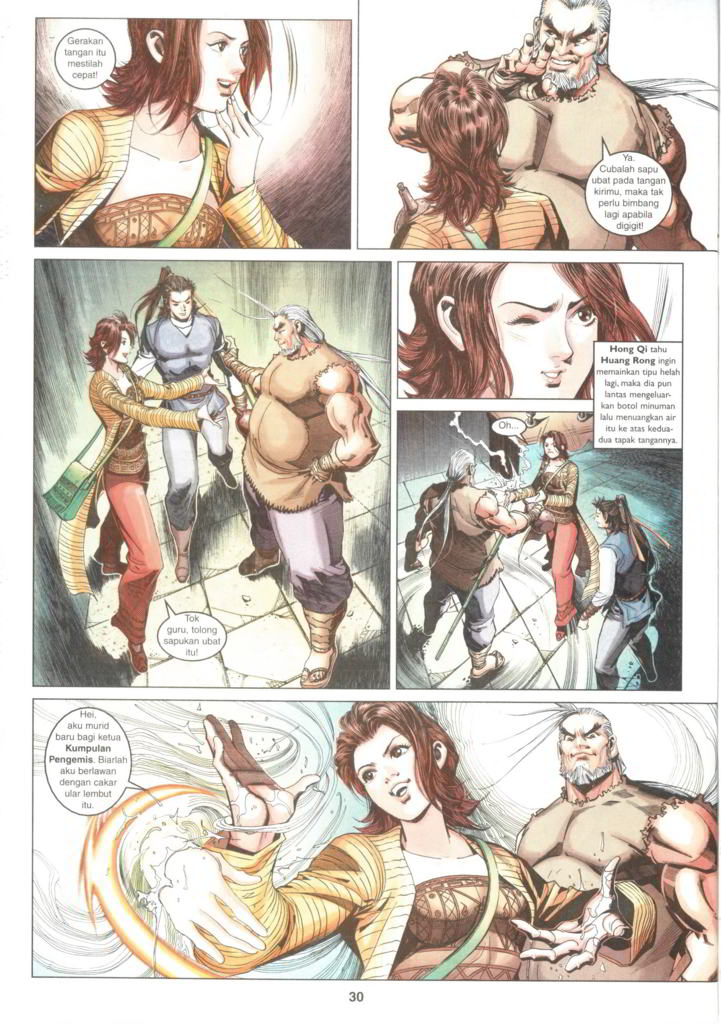 Gerakan
tangan itu
mestilah
cepat!
Ya.
Cubalah sapu
ubat pada tangan
kirimu, maka tak
perlu bimbang
lagi apabila
digigit!
Tok
guru, tolong
sapukan ubat
itu!
Hong Qi tahu
Huang Rong ingin
memainkan tipu helah
lagi, maka dia pun
lantas mengeluar-
kan botol minuman
lalu menuangkan air
itu ke atas kedua-
dua tapak tangannya.
Oh...
Hei,
aku murid
baru bagi ketua
Kumpulan
Pengemis. Biarlah
aku berlawan
dengan cakar
ular lembut
itu.
30